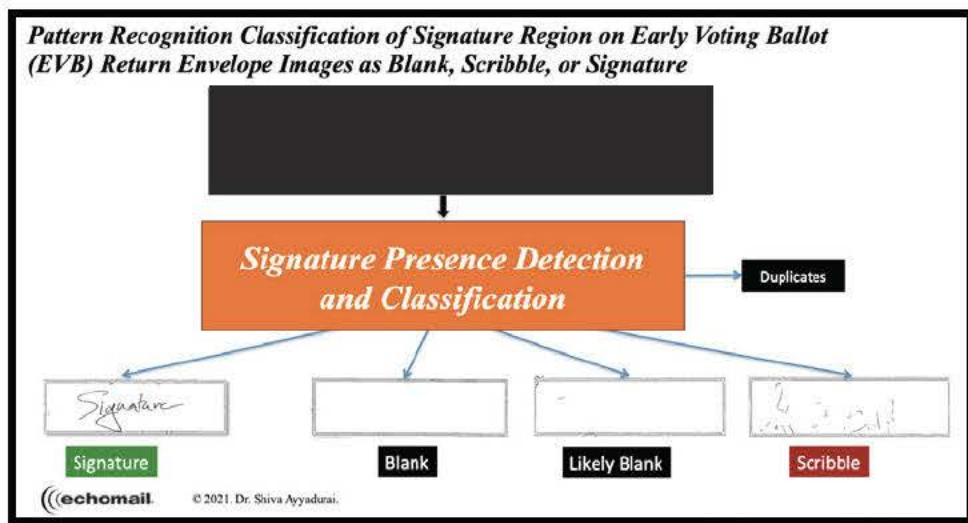 Pattern Recognition Classification of Signature Region on Early Voting Ballot
(EVB) Return Envelope Images as Blank, Scribble, or Signature
Signature Presence Detection
and Classification
Duplicates
Signature
Signature
Blank
Likely Blank
Scribble
echomail
© 2021. Dr. Shiva Ayyadurai.